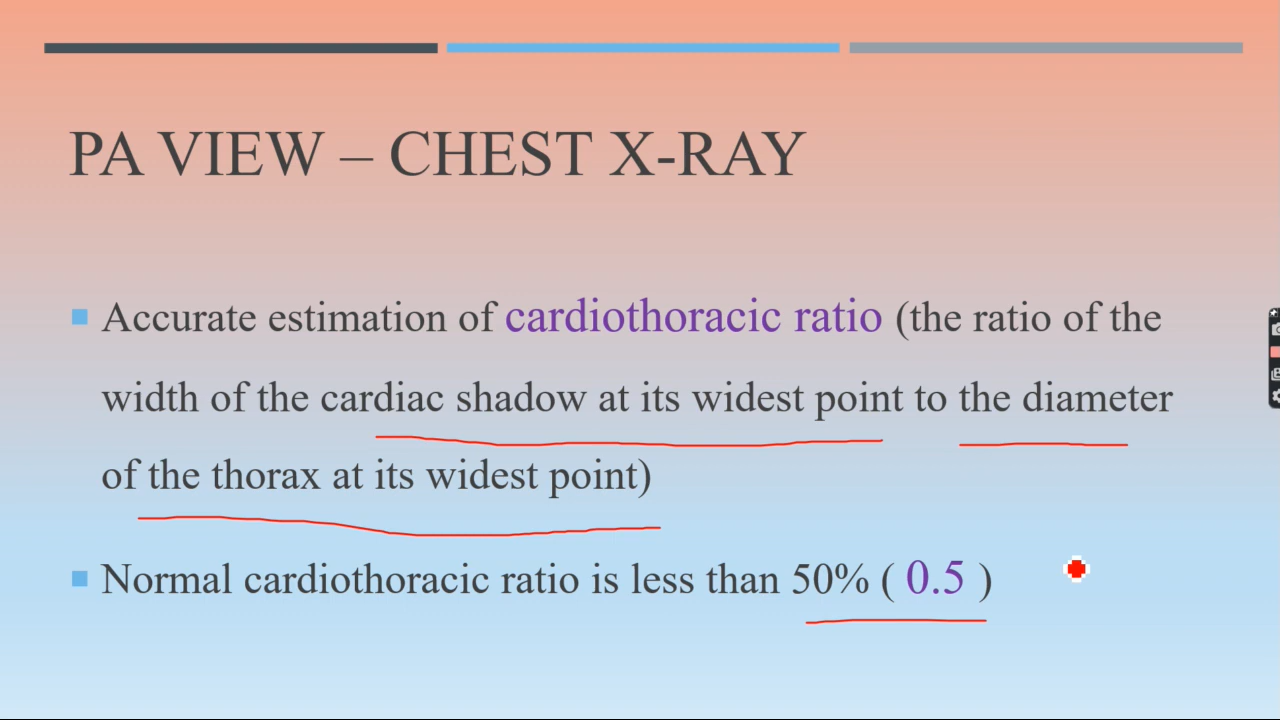 PA VIEW – CHEST X-RAY
Accurate estimation of cardiothoracic ratio (the ratio of the
width of the cardiac shadow at its widest point to the diameter
of the thorax at its widest point)
Normal cardiothoracic ratio is less than 50% ( 0.5 )